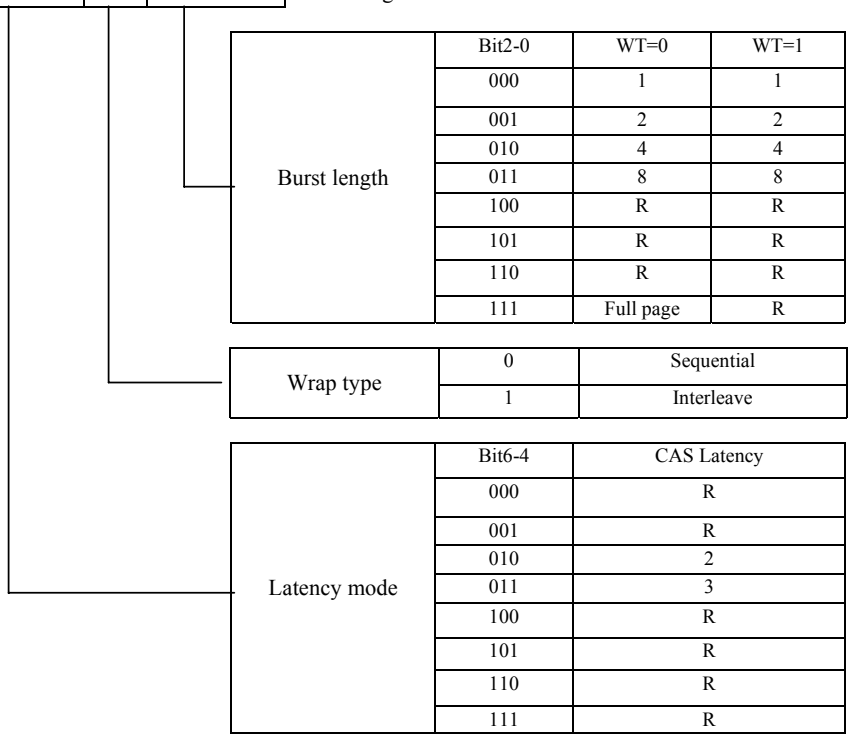 Bit2-0 WT=0 WT=1
000 1 1
001 2 2
010 4 4
Burst length 011 8 8
100 R R
101 R R
110 R R
111 Full page R
Wrap type 0 Sequential
1 Interleave
Bit6-4 CAS Latency
000 R
001 R
010 2
Latency mode 011 3
100 R
101 R
110 R
111 R